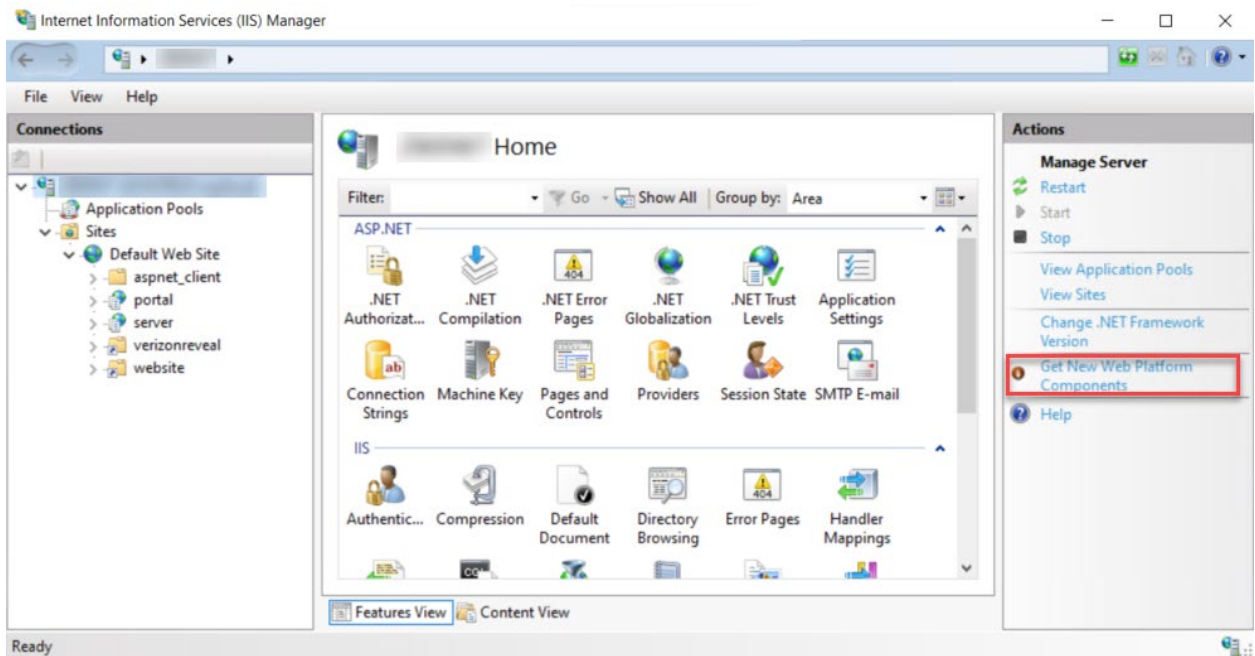 Internet Information Services (IIS) Manager
File View Help
Connections
Application Pools
Sites
Default Web Site
aspnet_client
portal
server
verizonreveal
website
Home
Filter:
Go
Show All
Group by: Area
ASP.NET
.NET Authorizat...
.NET Compilation
.NET Error Pages
.NET Globalization
.NET Trust Levels
Application Settings
Connection Strings
Machine Key
Pages and Controls
Providers
Session State
SMTP E-mail
IIS
Authentic...
Compression
Default Document
Directory Browsing
Error Pages
Handler Mappings
Features View
Content View
Actions
Manage Server
Restart
Start
Stop
View Application Pools
View Sites
Change .NET Framework
Version
Get New Web Platform
Components
Help
Ready